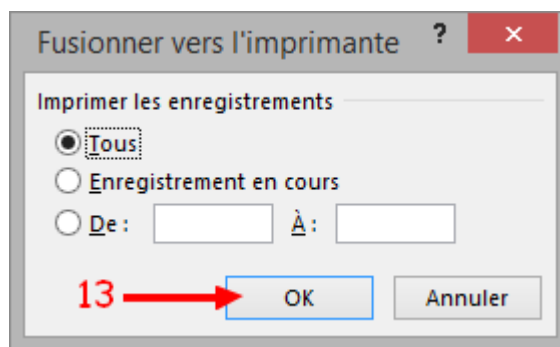 Fusionner vers l'imprimante ? ×
Imprimer les enregistrements
Tous
Enregistrement en cours
De : À :
13 OK Annuler